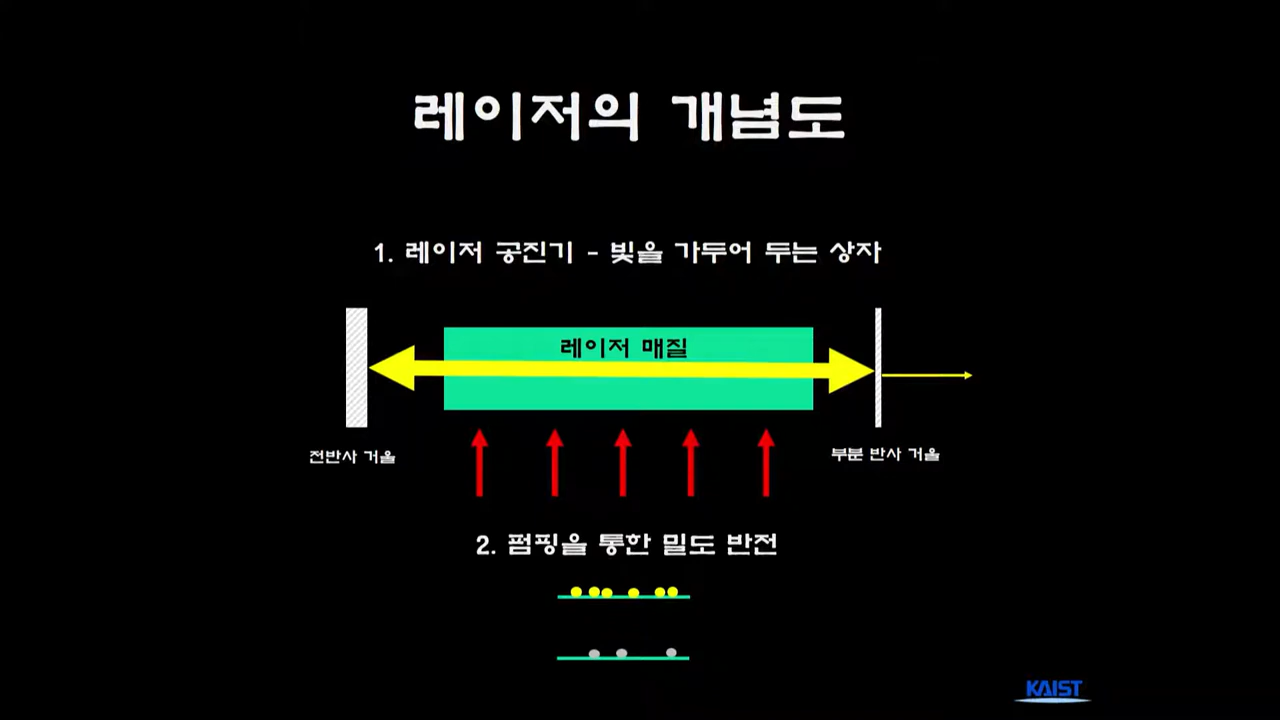 레이저의 개념도
1. 레이저 공진기 - 빛을 가두어 두는 상자
레이저 매질
전반사 거울
부분 반사 거울
2. 펌핑을 통한 밀도 반전
KAIST